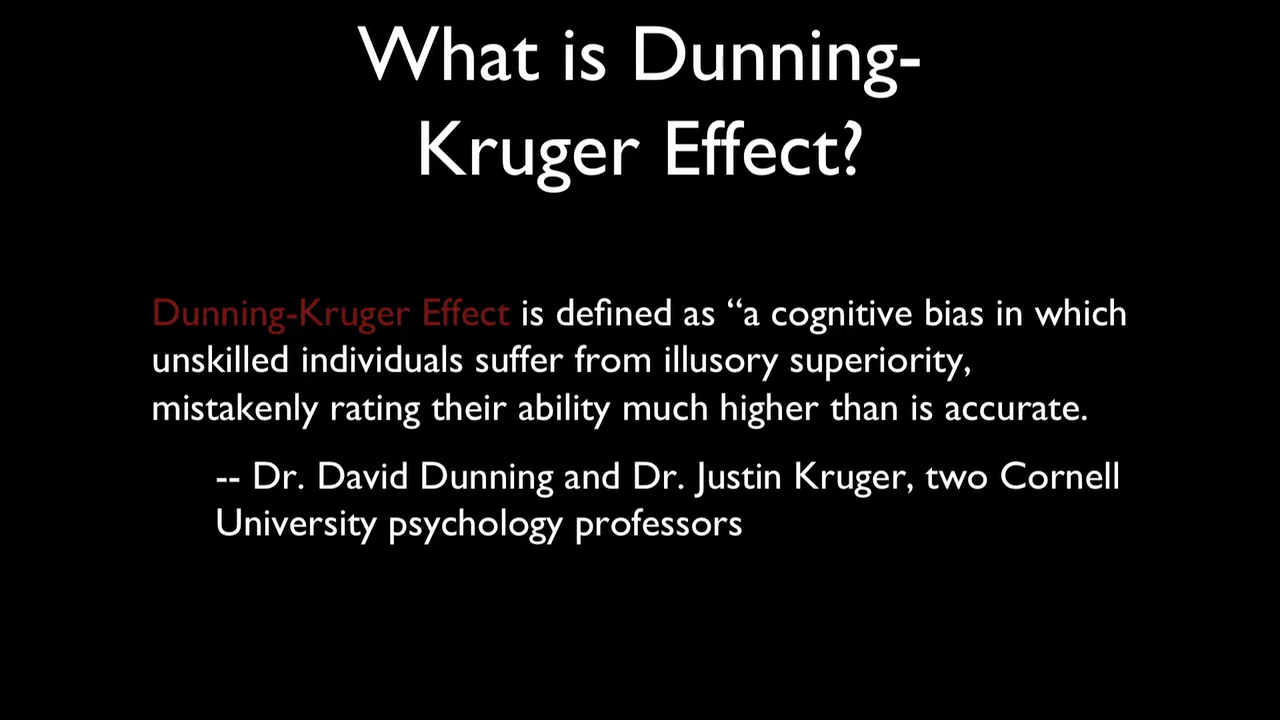 What is Dunning-
Kruger Effect?
Dunning-Kruger Effect is defined as “a cognitive bias in which
unskilled individuals suffer from illusory superiority,
mistakenly rating their ability much higher than is accurate.
-- Dr. David Dunning and Dr. Justin Kruger, two Cornell
University psychology professors